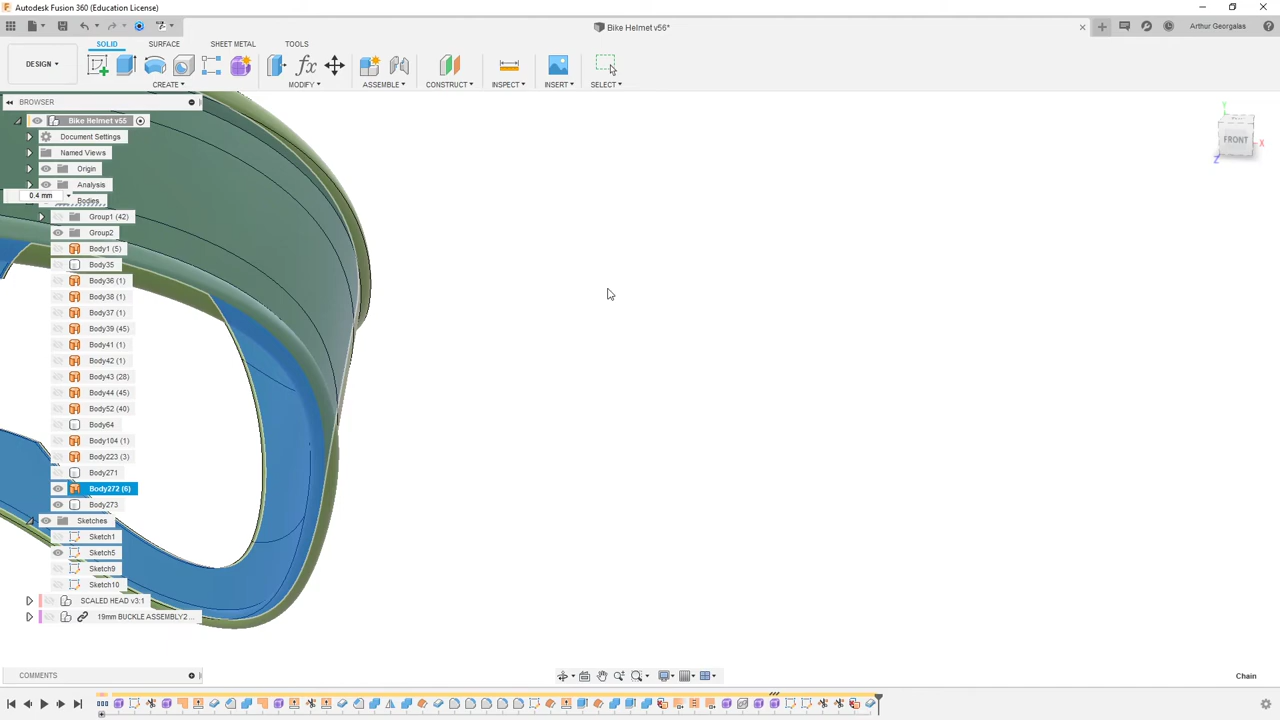 Autodesk Fusion 360 (Education License)
Bike Helmet v56*
Arthur Georgalas
DESIGN
SOLID
SURFACE
SHEET METAL
TOOLS
CREATE
MODIFY
ASSEMBLE
CONSTRUCT
INSPECT
INSERT
SELECT
BROWSER
Bike Helmet v55
Document Settings
Named Views
Origin
Analysis
0.4 mm
Bodies
Group1 (42)
Group2
Body1 (5)
Body35
Body36 (1)
Body38 (1)
Body37 (1)
Body39 (45)
Body41 (1)
Body42 (1)
Body43 (28)
Body44 (45)
Body52 (40)
Body64
Body104 (1)
Body223 (3)
Body271
Body272 (6)
Body273
Sketches
Sketch1
Sketch5
Sketch9
Sketch10
SCALED HEAD v3:1
19mm BUCKLE ASSEMBLY2...
Y
FRONT
X
Z
COMMENTS
Chain